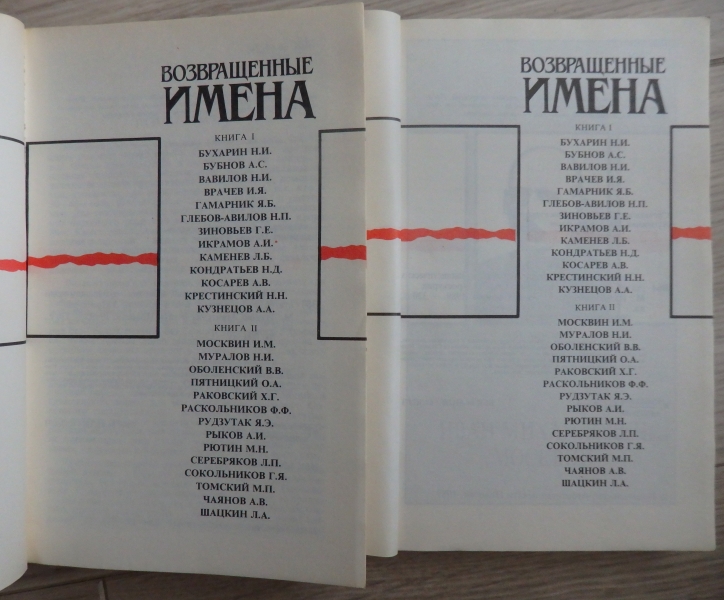 ВОЗВРАЩЕННЫЕ
ИМЕНА
КНИГА I
БУХАРИН Н.И.
БУБНОВ А.С.
ВАВИЛОВ Н.И.
ВРАЧЕВ И.Я.
ГАМАРНИК Я.Б.
ГЛЕБОВ-АВИЛОВ Н.П.
ЗИНОВЬЕВ Г.Е.
ИКРАМОВ А.И.
КАМЕНЕВ Л.Б.
КОНДРАТЬЕВ Н.Д.
КОСАРЕВ А.В.
КРЕСТИНСКИЙ Н.Н.
КУЗНЕЦОВ А.А.
КНИГА II
МОСКВИН И.М.
МУРАЛОВ Н.И.
ОБОЛЕНСКИЙ В.В.
ПЯТНИЦКИЙ О.А.
РАКОВСКИЙ Х.Г.
РАСКОЛЬНИКОВ Ф.Ф.
РУДЗУТАК Я.Э.
РЫКОВ А.И.
РЮТИН М.Н.
СЕРЕБРЯКОВ Л.П.
СОКОЛЬНИКОВ Г.Я.
ТОМСКИЙ М.П.
ЧАЯНОВ А.В.
ШАЦКИН Л.А.
ВОЗВРАЩЕННЫЕ
ИМЕНА
КНИГА I
БУХАРИН Н.И.
БУБНОВ А.С.
ВАВИЛОВ Н.И.
ВРАЧЕВ И.Я.
ГАМАРНИК Я.Б.
ГЛЕБОВ-АВИЛОВ Н.П.
ЗИНОВЬЕВ Г.Е.
ИКРАМОВ А.И.
КАМЕНЕВ Л.Б.
КОНДРАТЬЕВ Н.Д.
КОСАРЕВ А.В.
КРЕСТИНСКИЙ Н.Н.
КУЗНЕЦОВ А.А.
КНИГА II
МОСКВИН И.М.
МУРАЛОВ Н.И.
ОБОЛЕНСКИЙ В.В.
ПЯТНИЦКИЙ О.А.
РАКОВСКИЙ Х.Г.
РАСКОЛЬНИКОВ Ф.Ф.
РУДЗУТАК Я.Э.
РЫКОВ А.И.
РЮТИН М.Н.
СЕРЕБРЯКОВ Л.П.
СОКОЛЬНИКОВ Г.Я.
ТОМСКИЙ М.П.
ЧАЯНОВ А.В.
ШАЦКИН Л.А.